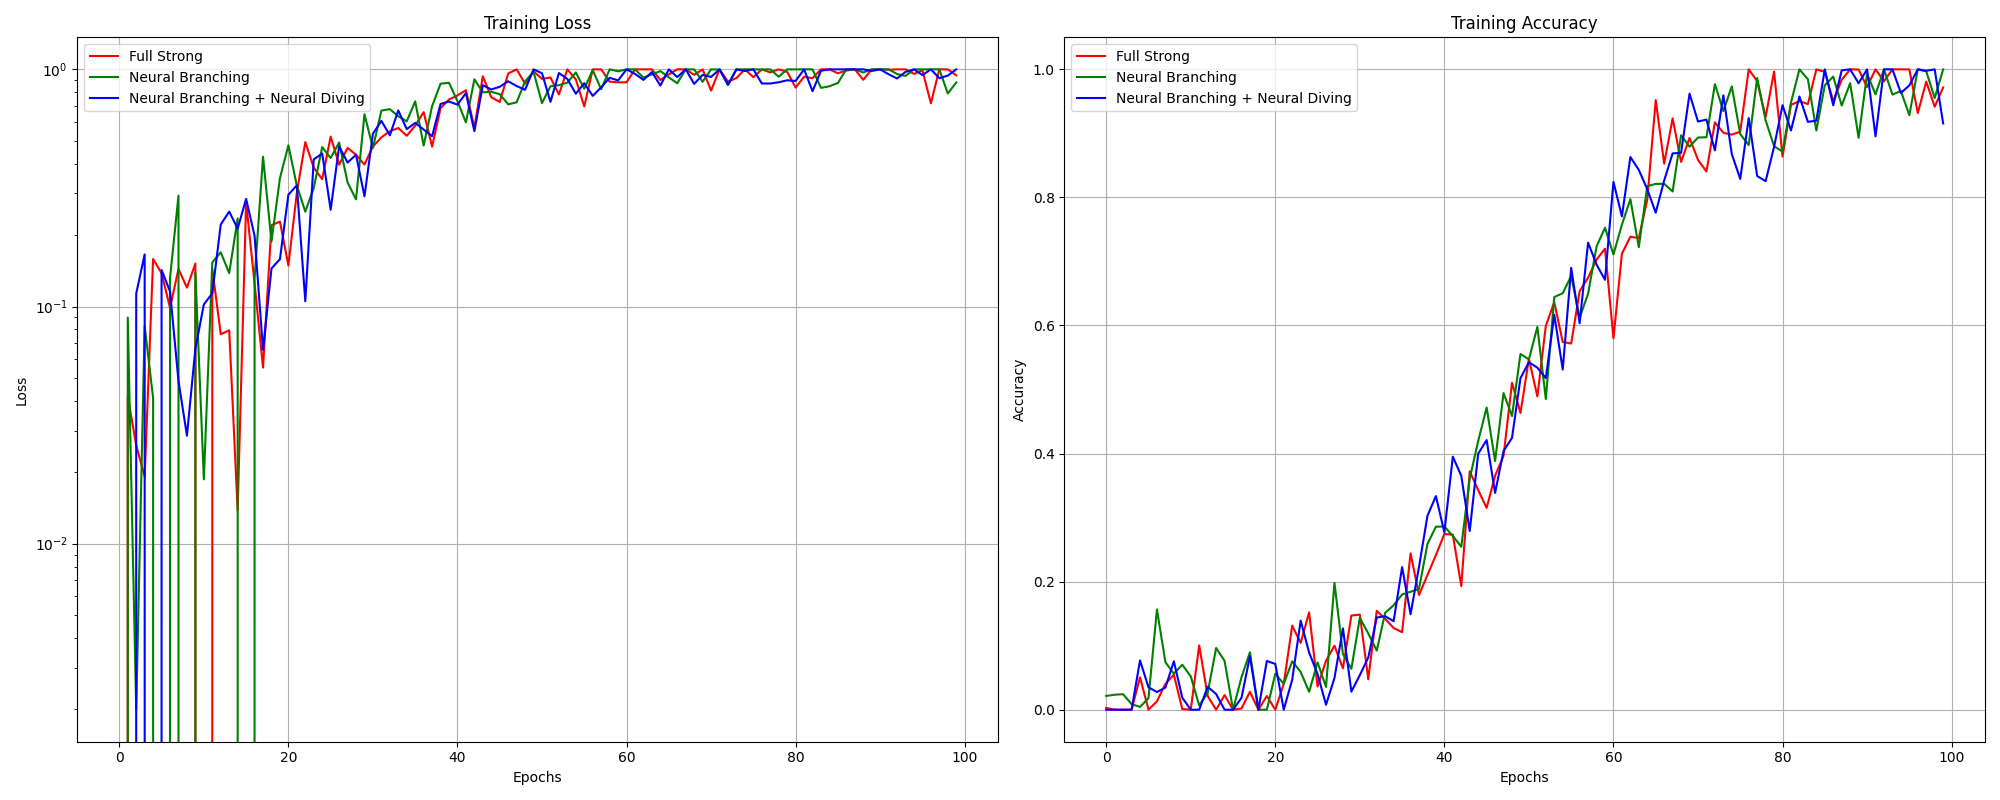 Training Loss
Full Strong
Neural Branching
Neural Branching + Neural Diving
10⁰
10⁻¹
10⁻²
Loss
0 20 40 60 80 100
Epochs
Training Accuracy
Full Strong
Neural Branching
Neural Branching + Neural Diving
1.0
0.8
0.6
0.4
0.2
0.0
Accuracy
0 20 40 60 80 100
Epochs